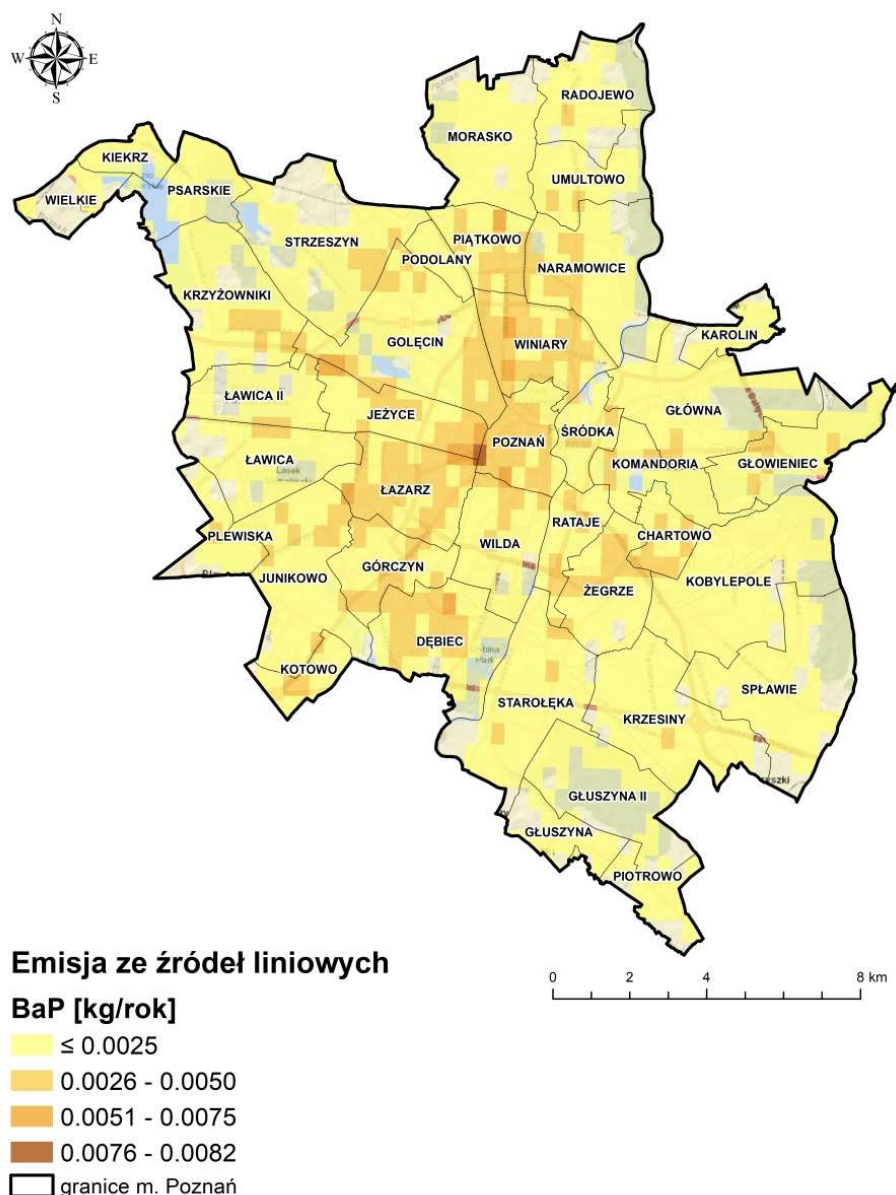 N
W E
S
RADOJEWO
MORASKO
KIEKRZ
UMULTOWO
PSARSKIE
WIELKIE
PIĄTKOWO
STRZESZYN
PODOLANY
NARAMOWICE
KRZYŻOWNIKI
KAROLIN
GOLĘCIN
WINIARY
ŁAWICA II
JEŻYCE
GŁÓWNA
POZNAŃ
ŚRÓDKA
ŁAWICA
KOMANDORIA
GŁOWIENIEC
ŁAZARZ
PLEWISKA
RATAJE
CHARTOWO
WILDA
JUNIKOWO
GÓRCZYN
KOBYLEPOLE
ŻEGRZE
DĘBIEC
KOTOWO
SPŁAWIE
STAROŁĘKA
KRZESINY
GŁUSZYNA II
GŁUSZYNA
PIOTROWO
Emisja ze źródeł liniowych
BaP [kg/rok]
≤ 0.0025
0.0026 - 0.0050
0.0051 - 0.0075
0.0076 - 0.0082
granice m. Poznań
0 2 4 8 km